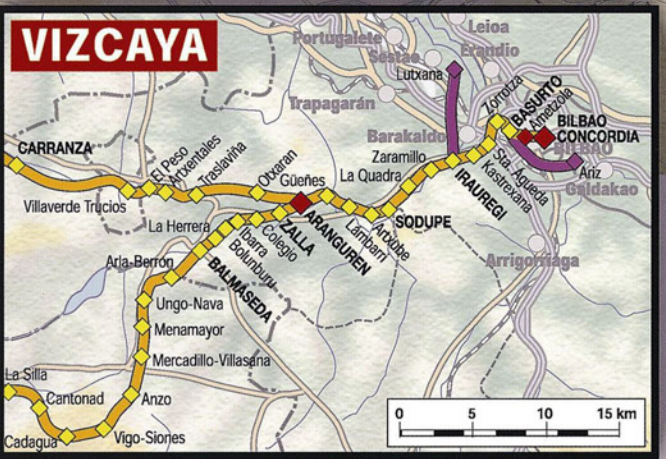 VIZCAYA
Portugalete
Leioa
Sestao
Erandio
Lutxana
Trapagarán
Zorrotza
BASURTO
Ametzola
BILBAO
CONCORDIA
BILBAO
Barakaldo
CARRANZA
El Peso
Artxentales
Traslaviña
Otxaran
Zaramillo
La Quadra
IRAUREGI
Kastrexana
Sta. Agueda
Ariz
Galdakao
Villaverde Trucios
Güeñes
La Herrera
ARANGUREN
Lambarri
Artxube
SODUPE
ZALLA
Colegio
Ibarra
Bolunburu
BALMASEDA
Arrigorriaga
Arla-Berrón
Ungo-Nava
Menamayor
Mercadillo-Villasana
La Silla
Cantonad
Anzo
Cadagua
Vigo-Siones
0 5 10 15 km